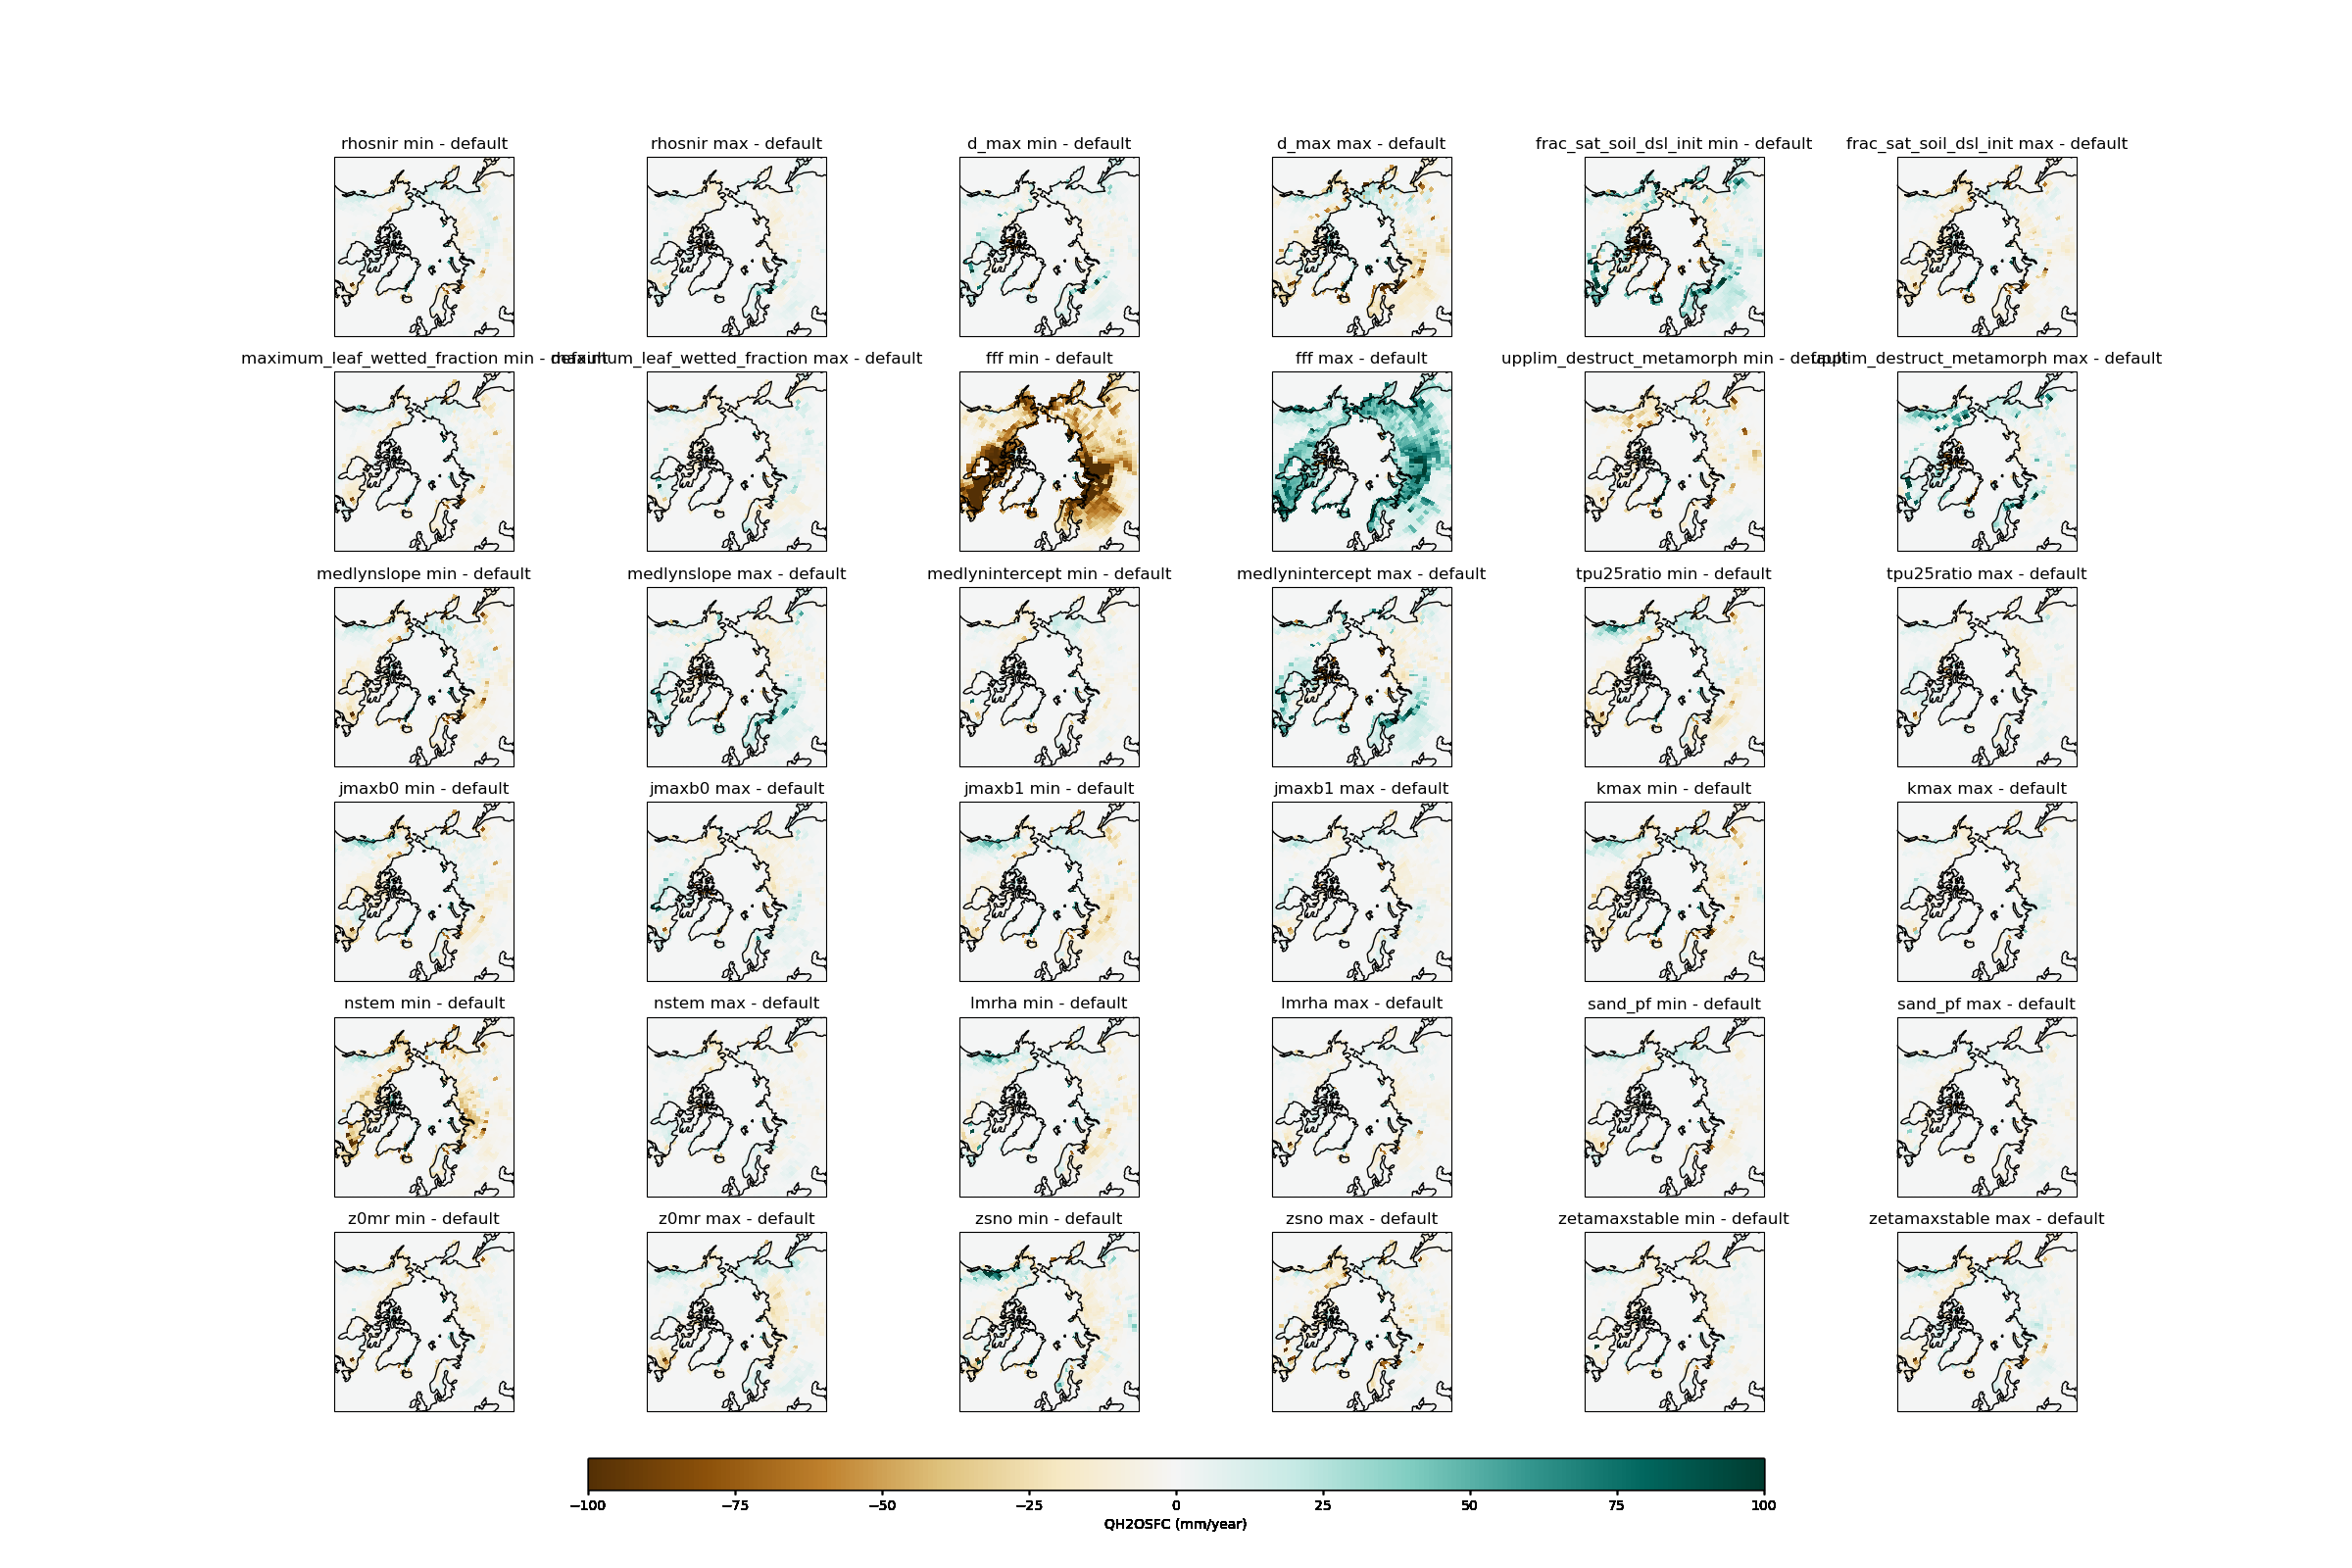 rhosnir min - default
rhosnir max - default
d_max min - default
d_max max - default
frac_sat_soil_dsl_init min - default
frac_sat_soil_dsl_init max - default
maximum_leaf_wetted_fraction min - default
maximum_leaf_wetted_fraction max - default
fff min - default
fff max - default
upplim_destruct_metamorph min - default
upplim_destruct_metamorph max - default
medlynslope min - default
medlynslope max - default
medlynintercept min - default
medlynintercept max - default
tpu25ratio min - default
tpu25ratio max - default
jmaxb0 min - default
jmaxb0 max - default
jmaxb1 min - default
jmaxb1 max - default
kmax min - default
kmax max - default
nstem min - default
nstem max - default
lmrha min - default
lmrha max - default
sand_pf min - default
sand_pf max - default
z0mr min - default
z0mr max - default
zsno min - default
zsno max - default
zetamaxstable min - default
zetamaxstable max - default
−100 −75 −50 −25 0 25 50 75 100
QH2OSFC (mm/year)